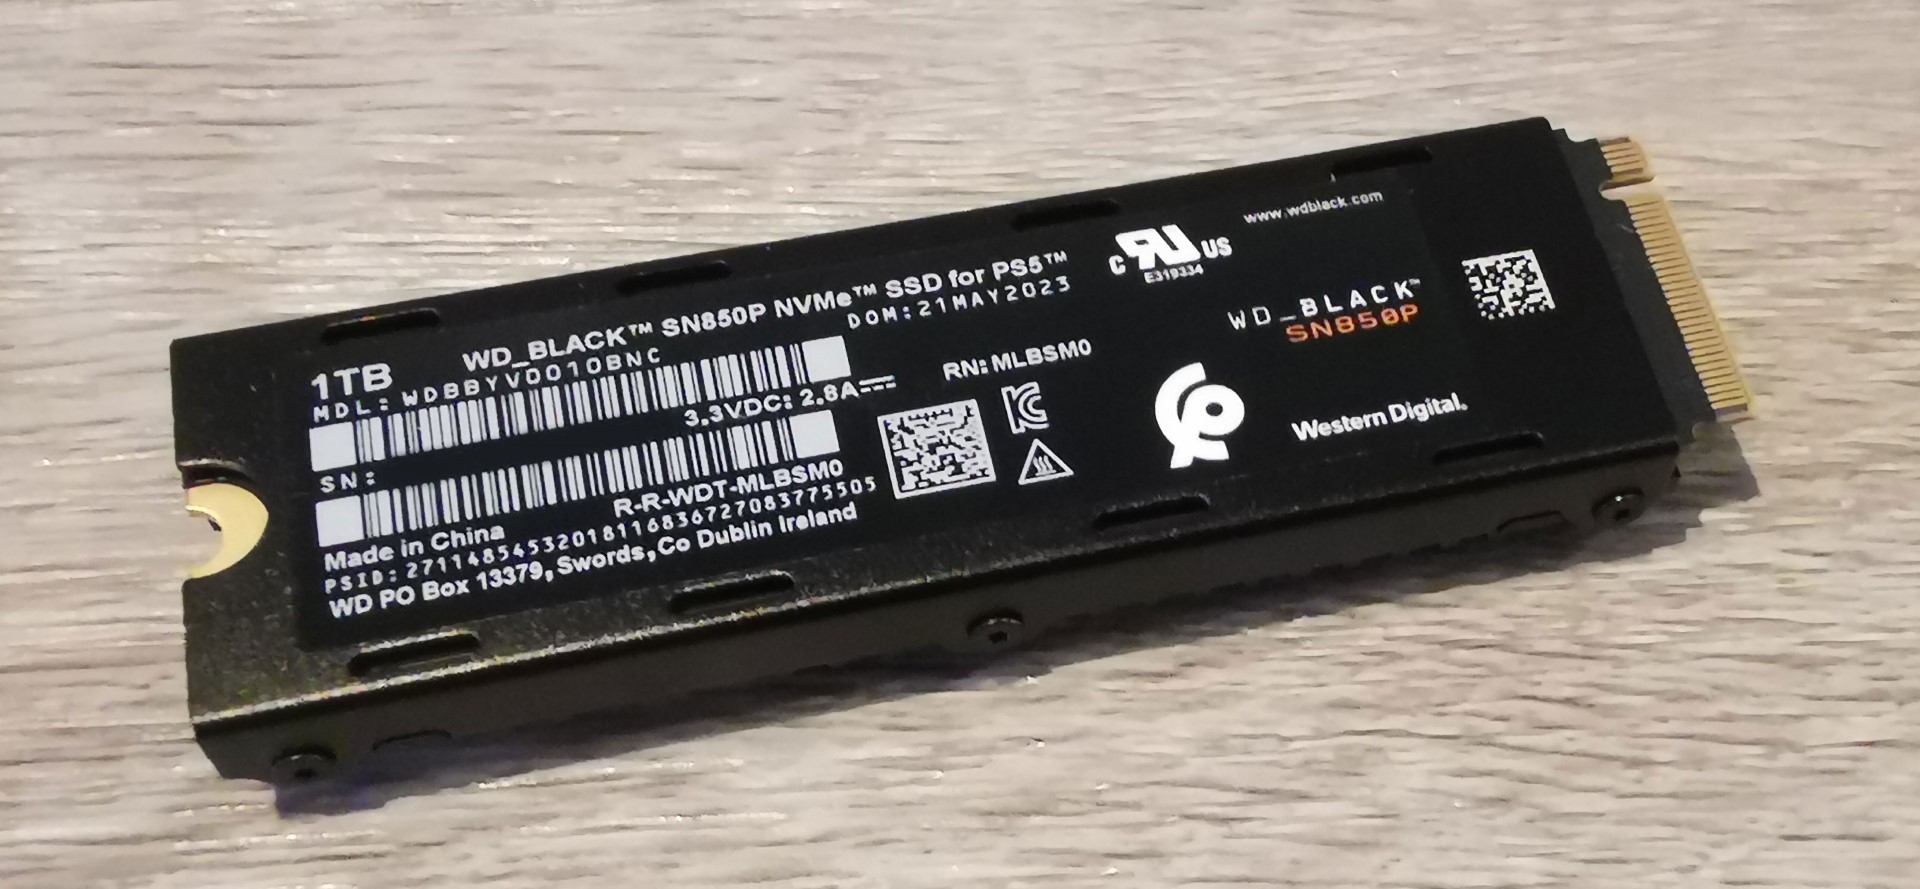 1TB
WD_BLACK™ SN850P NVMe™ SSD for PS5™
MDL: WDBBYV0010BNC
DOM:21MAY2023
3.3VDC: 2.8A
SN:
R-R-WDT-MLBSM0
Made in China
PSID:27114854532018116836727083775505
WD PO Box 13379, Swords, Co Dublin Ireland
RN: MLBSM0
C RU US
E319334
www.wdblack.com
WD_BLACK™
SN850P
Western Digital.